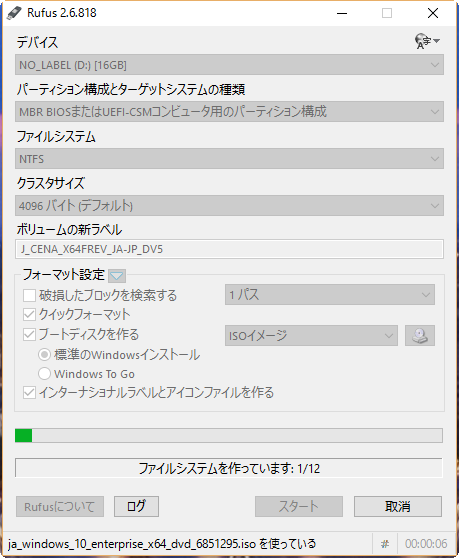 Rufus 2.6.818
デバイス
NO_LABEL (D:) [16GB]
パーティション構成とターゲットシステムの種類
MBR BIOSまたはUEFI-CSMコンピュータ用のパーティション構成
ファイルシステム
NTFS
クラスタサイズ
4096 バイト (デフォルト)
ボリュームの新ラベル
J_CENA_X64FREV_JA-JP_DV5
フォーマット設定
破損したブロックを検索する 1 パス
クイックフォーマット
ブートディスクを作る ISOイメージ
標準のWindowsインストール
Windows To Go
インターナショナルラベルとアイコンファイルを作る
ファイルシステムを作っています: 1/12
Rufusについて ログ スタート 取消
ja_windows_10_enterprise_x64_dvd_6851295.iso を使っている # 00:00:06